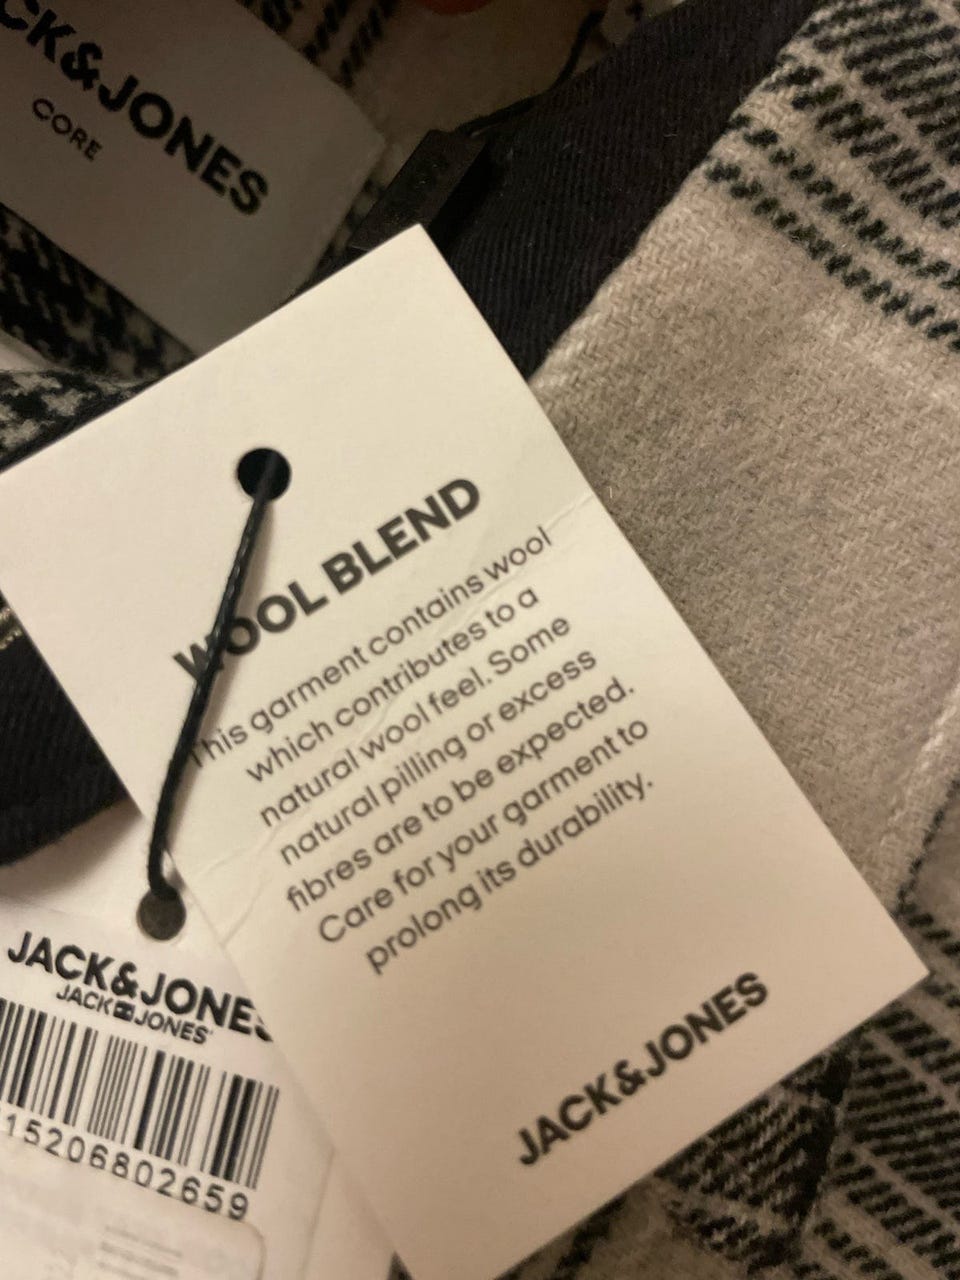 CK&JONES
CORE
WOOL BLEND
This garment contains wool
which contributes to a
natural wool feel. Some
natural pilling or excess
fibres are to be expected.
Care for your garment to
prolong its durability.
JACK&JONES
JACK&JONES
JACK JONES
15206802659